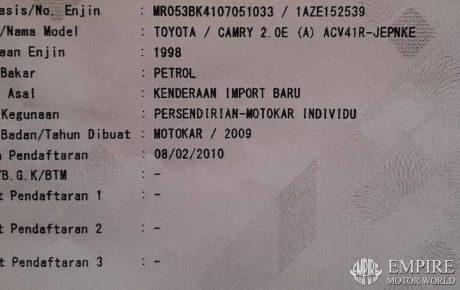 asis/No. Enjin : MR053BK4107051033 / 1AZE152539
/Nama Model : TOYOTA / CAMRY 2.0E (A) ACV41R-JEPNKE
aan Enjin : 1998
Bakar : PETROL
Asal : KENDERAAN IMPORT BARU
Kegunaan : PERSENDIRIAN-MOTOKAR INDIVIDU
Badan/Tahun Dibuat : MOTOKAR / 2009
Pendaftaran : 08/02/2010
/B.G.K/BTM : -
t Pendaftaran 1 : -
t Pendaftaran 2 : -
t Pendaftaran 3 : -
EMPIRE
MOTOR WORLD